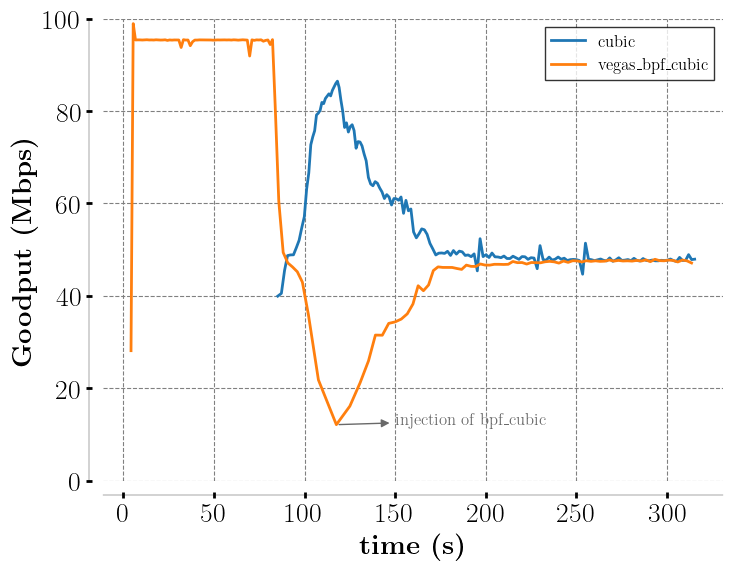 100
80
60
40
20
0
Goodput (Mbps)
cubic
vegas_bpf_cubic
injection of bpf_cubic
0 50 100 150 200 250 300
time (s)